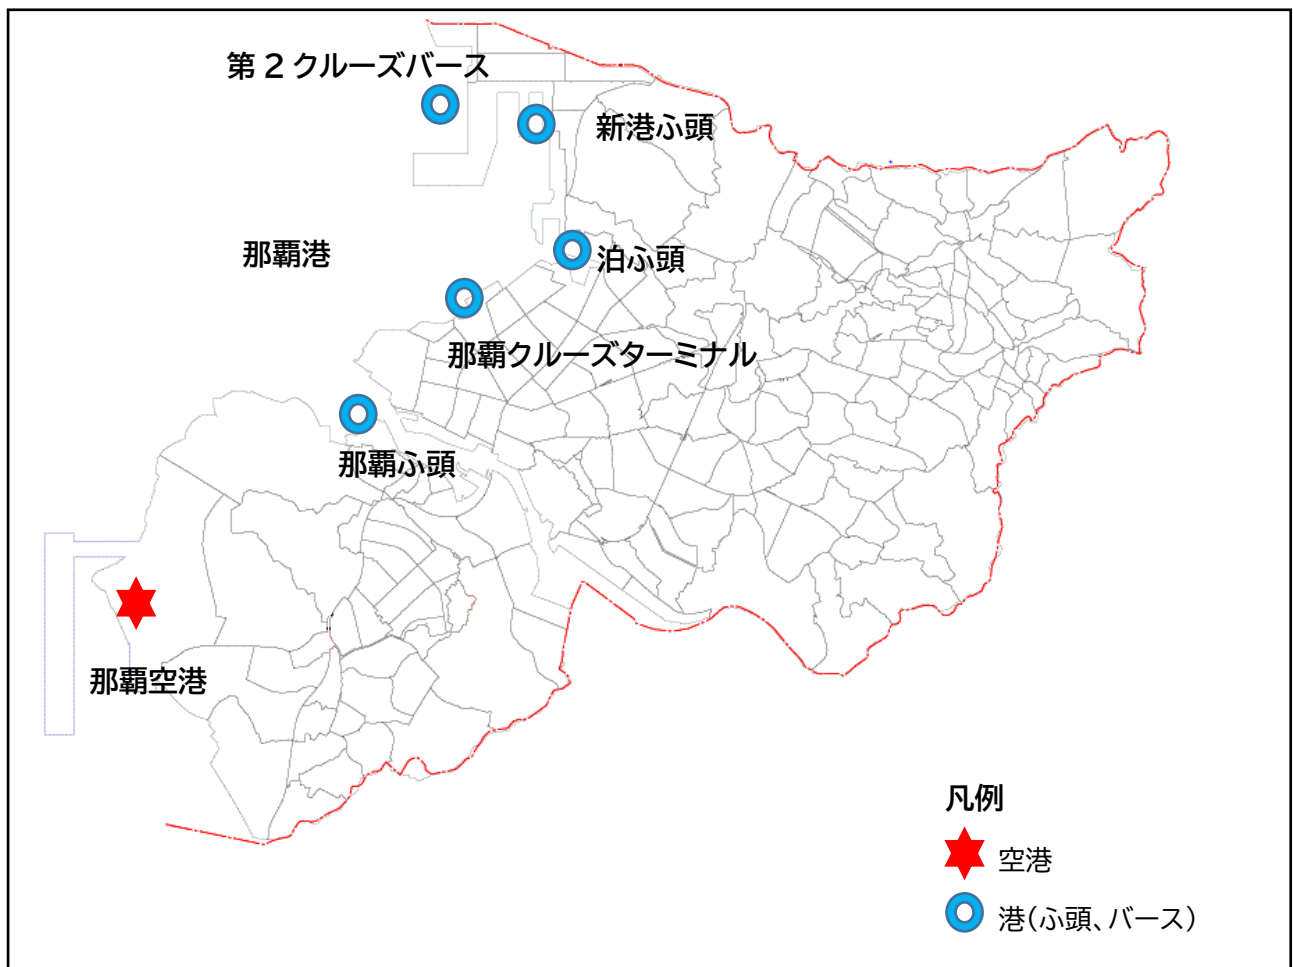 第2クルーズバース
新港ふ頭
那覇港
泊ふ頭
那覇クルーズターミナル
那覇ふ頭
那覇空港
凡例
空港
港(ふ頭、バース)